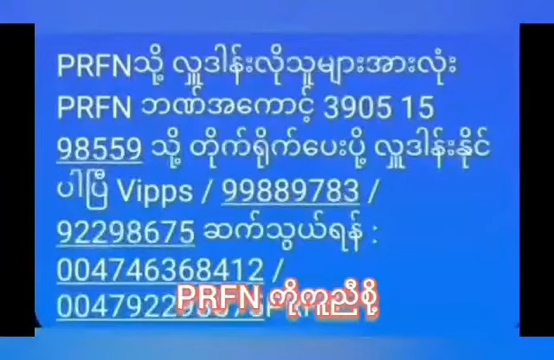 PRFNသို့ လှူဒါန်းလိုသူများအားလုံး
PRFN ဘဏ်အကောင့် 3905 15
98559 သို့ တိုက်ရိုက်ပေးပို့ လှူဒါန်းနိုင်
ပါပြီ Vipps / 99889783 /
92298675 ဆက်သွယ်ရန် :
004746368412 /
PRFN ကိုကူညီစို့